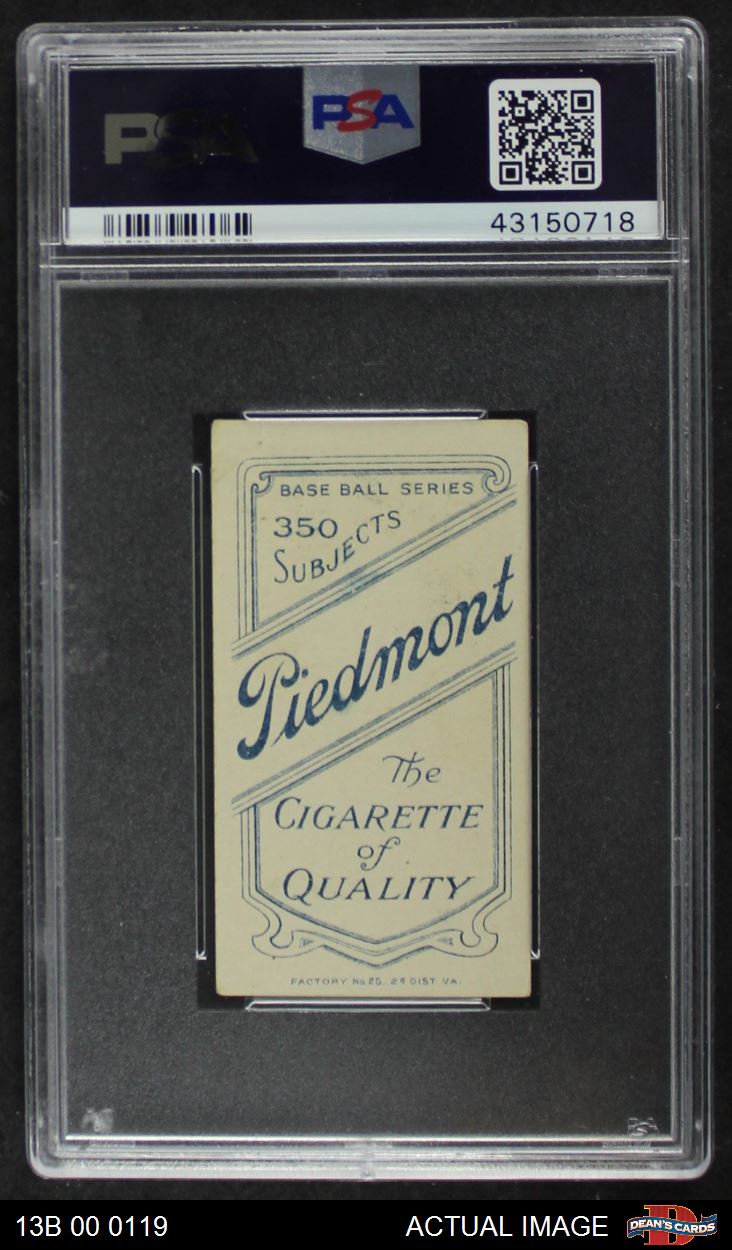 PSA
PSA
43150718
BASE BALL SERIES
350
SUBJECTS
Piedmont
The
CIGARETTE
of
QUALITY
FACTORY No 25. 2d DIST. VA.
13B 00 0119 ACTUAL IMAGE DEAN'S CARDS